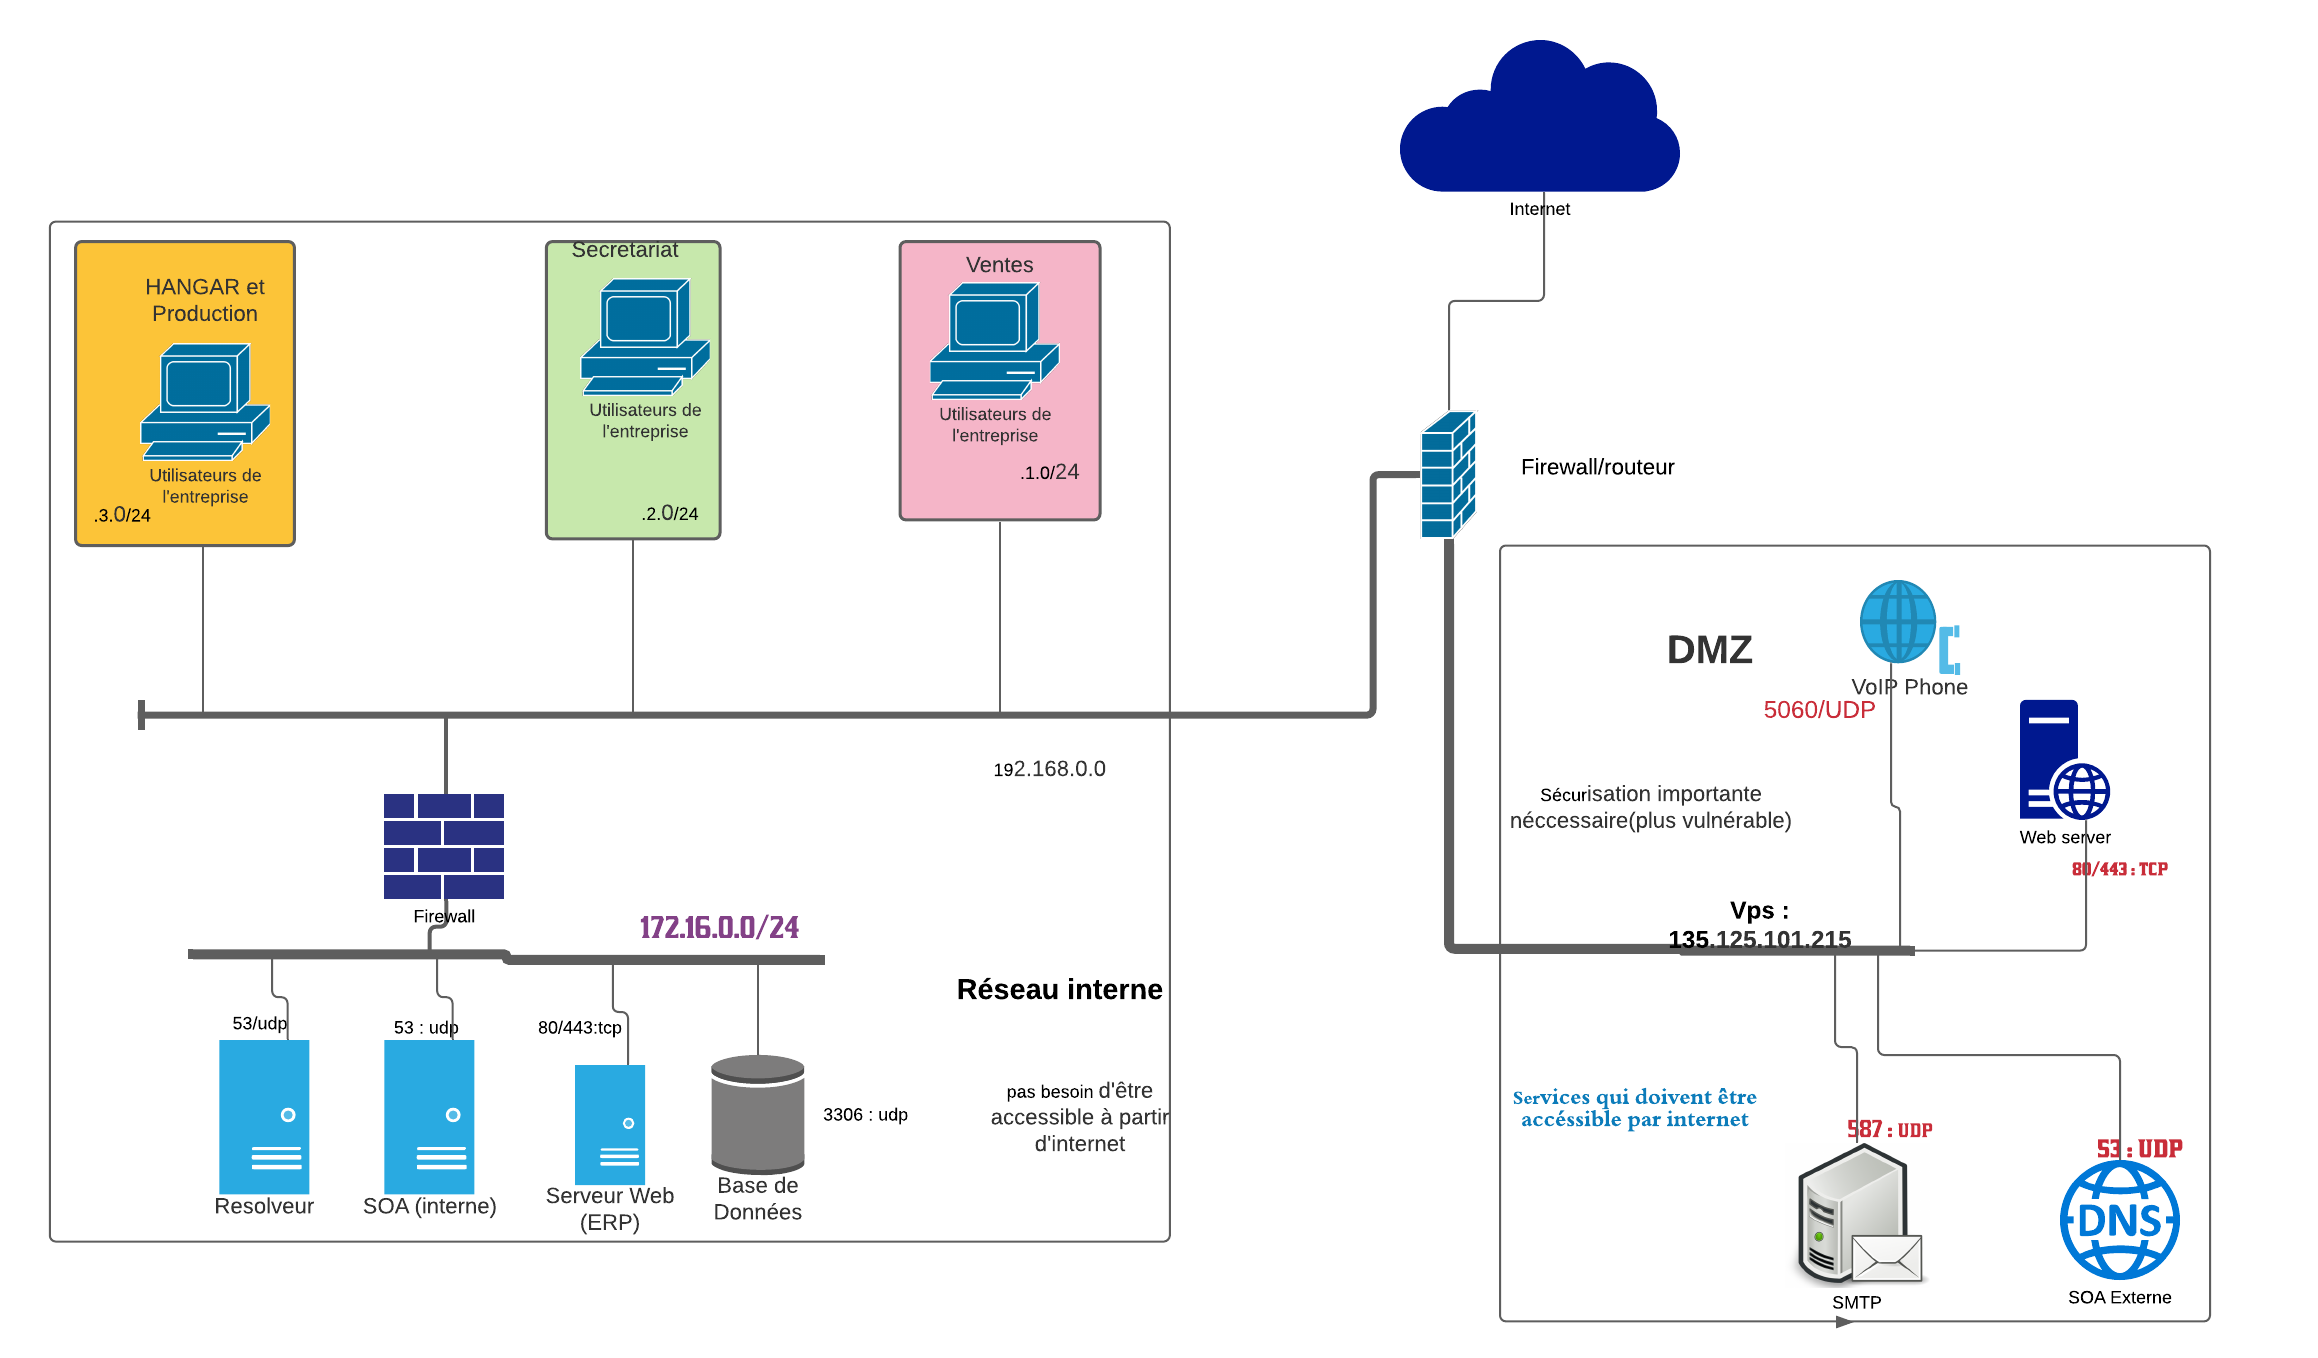 Internet
Secretariat
Ventes
HANGAR et
Production
Utilisateurs de
l'entreprise
Utilisateurs de
l'entreprise
.1.0/24
Firewall/routeur
Utilisateurs de
l'entreprise
.3.0/24
.2.0/24
DMZ
VoIP Phone
5060/UDP
192.168.0.0
Sécurisation importante
néccessaire(plus vulnérable)
Web server
80/443 : TCP
Firewall
172.16.0.0/24
Vps :
135.125.101.215
Réseau interne
53/udp
53 : udp
80/443:tcp
pas besoin d'être
accessible à partir
d'internet
3306 : udp
Services qui doivent être
accéssible par internet
587 : UDP
53 : UDP
Resolveur
SOA (interne)
Serveur Web
(ERP)
Base de
Données
DNS
SMTP
SOA Externe